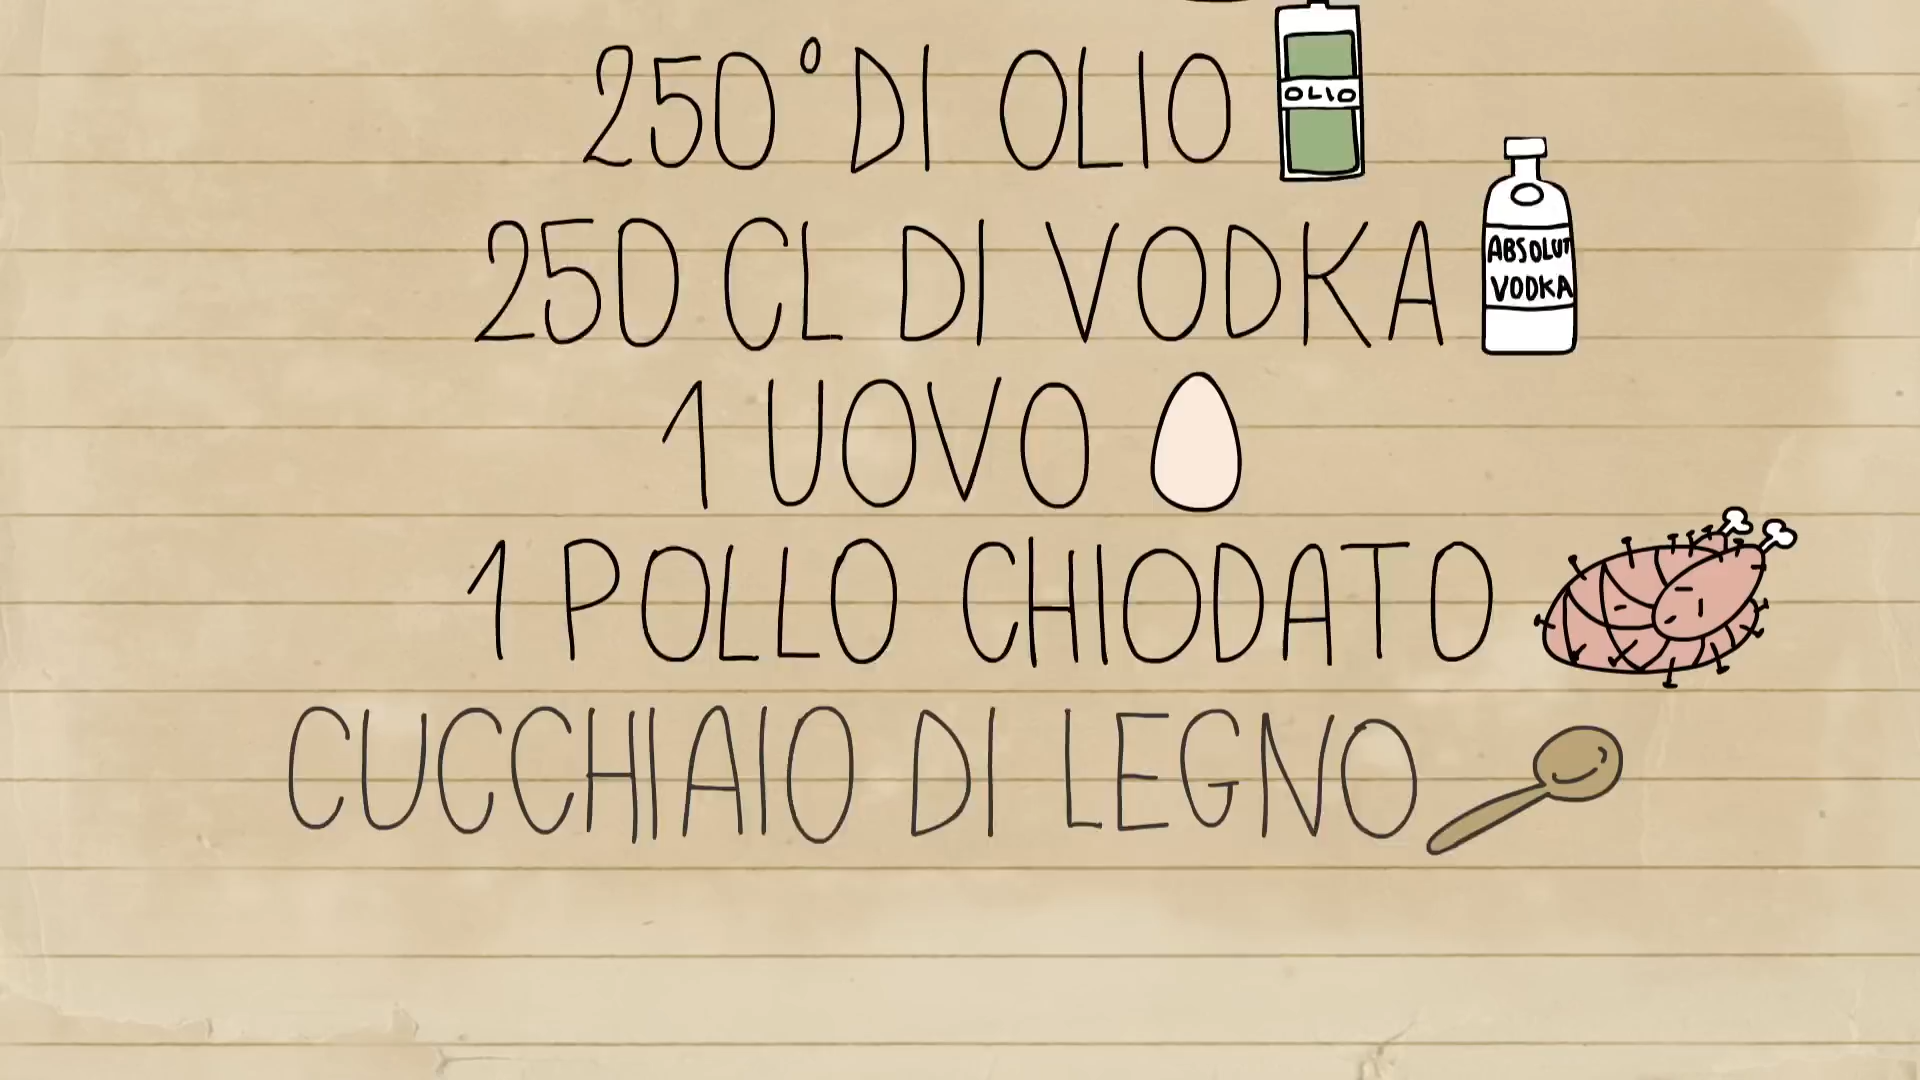 250° DI OLIO
OLIO
250 CL DI VODKA
ABSOLUT
VODKA
1 UOVO
1 POLLO CHIODATO
CUCCHIAIO DI LEGNO